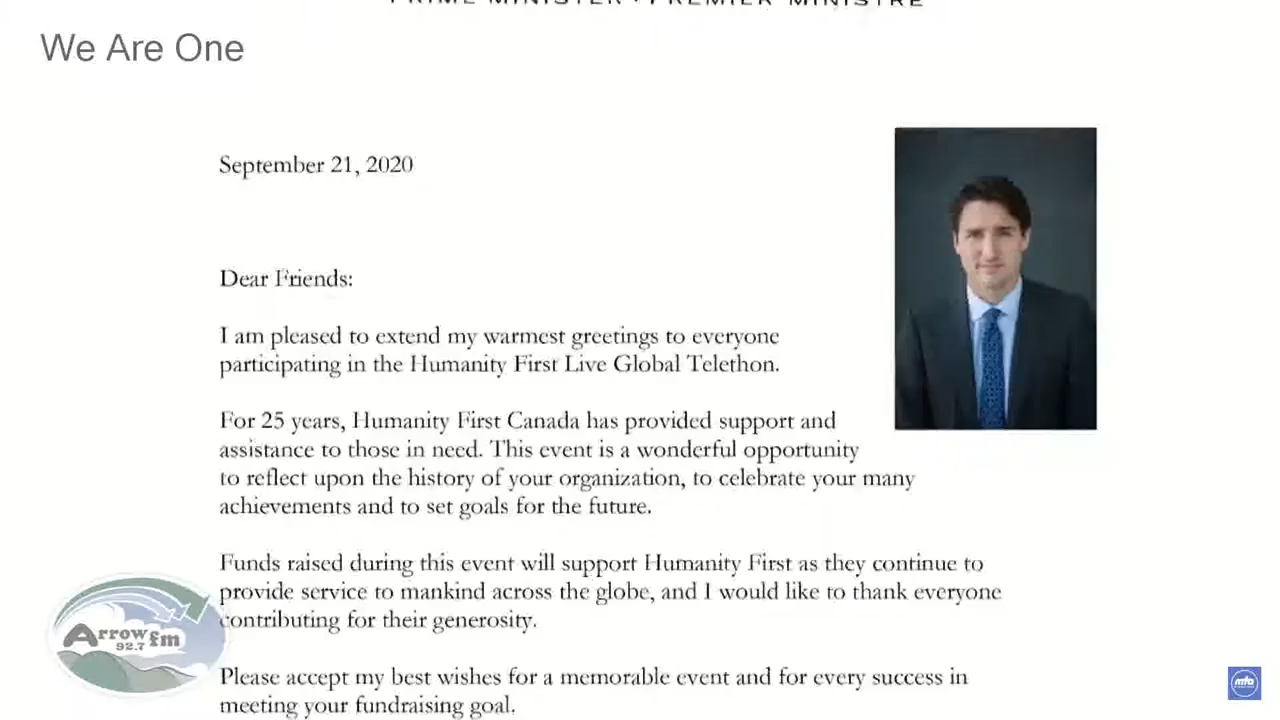 PRIME MINISTER · PREMIER MINISTRE
We Are One
September 21, 2020
Dear Friends:
I am pleased to extend my warmest greetings to everyone
participating in the Humanity First Live Global Telethon.
For 25 years, Humanity First Canada has provided support and
assistance to those in need. This event is a wonderful opportunity
to reflect upon the history of your organization, to celebrate your many
achievements and to set goals for the future.
Funds raised during this event will support Humanity First as they continue to
provide service to mankind across the globe, and I would like to thank everyone
contributing for their generosity.
Arrow fm
92.7
Please accept my best wishes for a memorable event and for every success in
meeting your fundraising goal.
mta